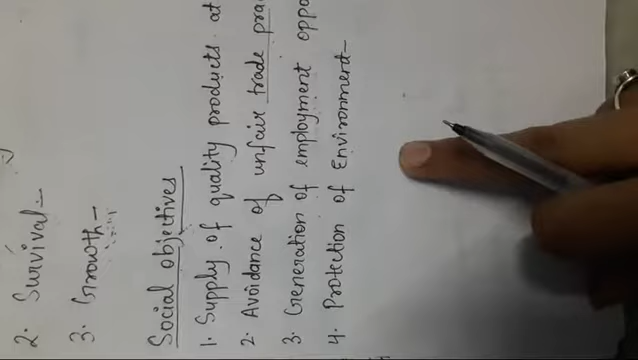 2. Survival-
3. Growth-
Social objectives
1. Supply of quality products at
2. Avoidance of unfair trade prac
3. Generation of employment oppo
4. Protection of Environment-